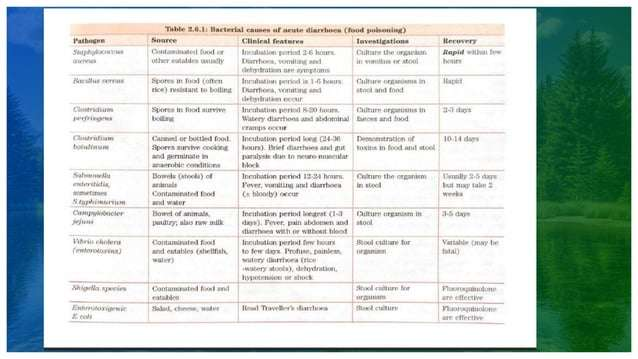 Table 2.6.1: Bacterial causes of acute diarrhoea (food poisoning)
Pathogen Source Clinical features Investigations Recovery
Staphylococcus aureus
Contaminated food or other eatables usually
Incubation period 2-6 hours.
Diarrhoea, vomiting and
dehydration are symptoms
Culture the organism
in vomitus or stool
Rapid within few
hours
Bacillus cereus
Spores in food (often
rice) resistant to boiling
Incubation period is 1-6 hours.
Diarrhoea, vomiting and
dehydration occur
Culture organisms in
stool and food
Rapid
Clostridium
perfringens
Spores in food survive
boiling
Incubation period 8-20 hours.
Watery diarrhoea and abdominal
cramps occur
Culture organisms in
faeces and food
2-3 days
Clostridium
botulinum
Canned or bottled food.
Spores survive cooking
and germinate in
anaerobic conditions
Incubation period long (24-36
hours). Brief diarrhoea and gut
paralysis due to neuro-muscular
block
Demonstration of
toxins in food and stool
10-14 days
Salmonella
enteritidis,
sometimes
S.typhimurium
Bowels (stools) of
animals
Contaminated food
and water
Incubation period 12-24 hours.
Fever, vomiting and diarrhoea
(± bloody) occur
Culture the organism
in stool
Usually 2-5 days
but may take 2
weeks
Campylobacter
jejuni
Bowel of animals,
paultry; also raw milk
Incubation period longest (1-3
days). Fever, pain abdomen and
diarrhoea with or without blood
Culture organism in
stool
3-5 days
Vibrio cholera
(enterotoxins)
Contaminated food
and eatables (shellfish,
water)
Incubation period few hours
to few days. Profuse, painless,
watery diarrhoea (rice
-watery stools), dehydration,
hypotension or shock
Stool culture for
organism
Variable (may be
fatal)
Shigella species
Contaminated food and
eatables
Stool culture for
organism
Fluoroquinolone
are effective
Enterotoxigenic
E coli
Salad, cheese, water
Read Traveller's diarrhoea
Stool culture
Fluoroquinolone
are effective